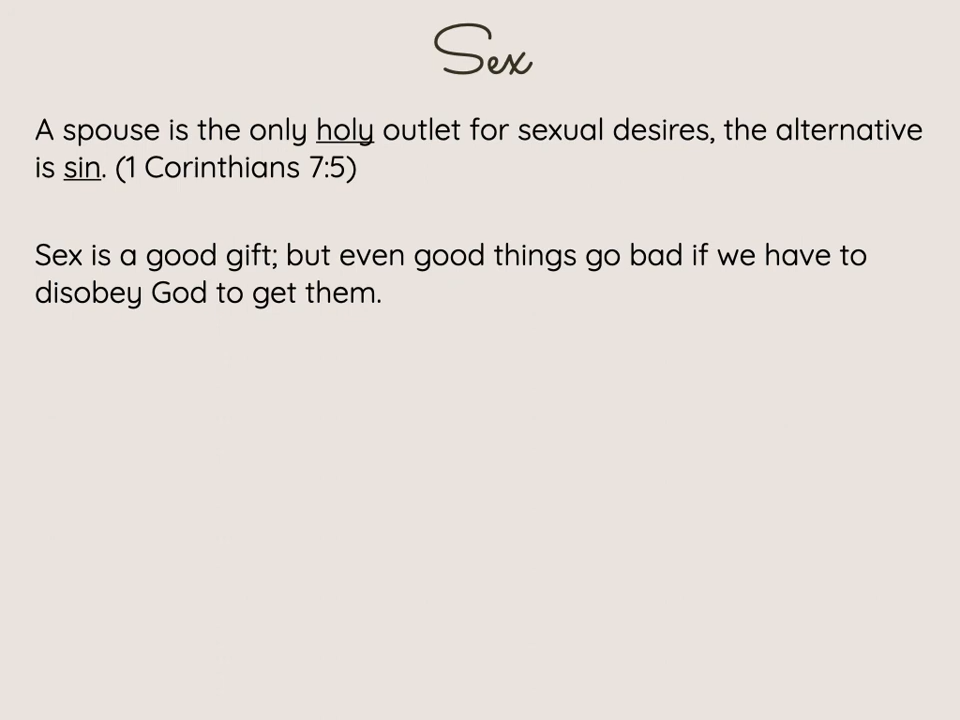 Sex
A spouse is the only holy outlet for sexual desires, the alternative
is sin. (1 Corinthians 7:5)
Sex is a good gift; but even good things go bad if we have to
disobey God to get them.